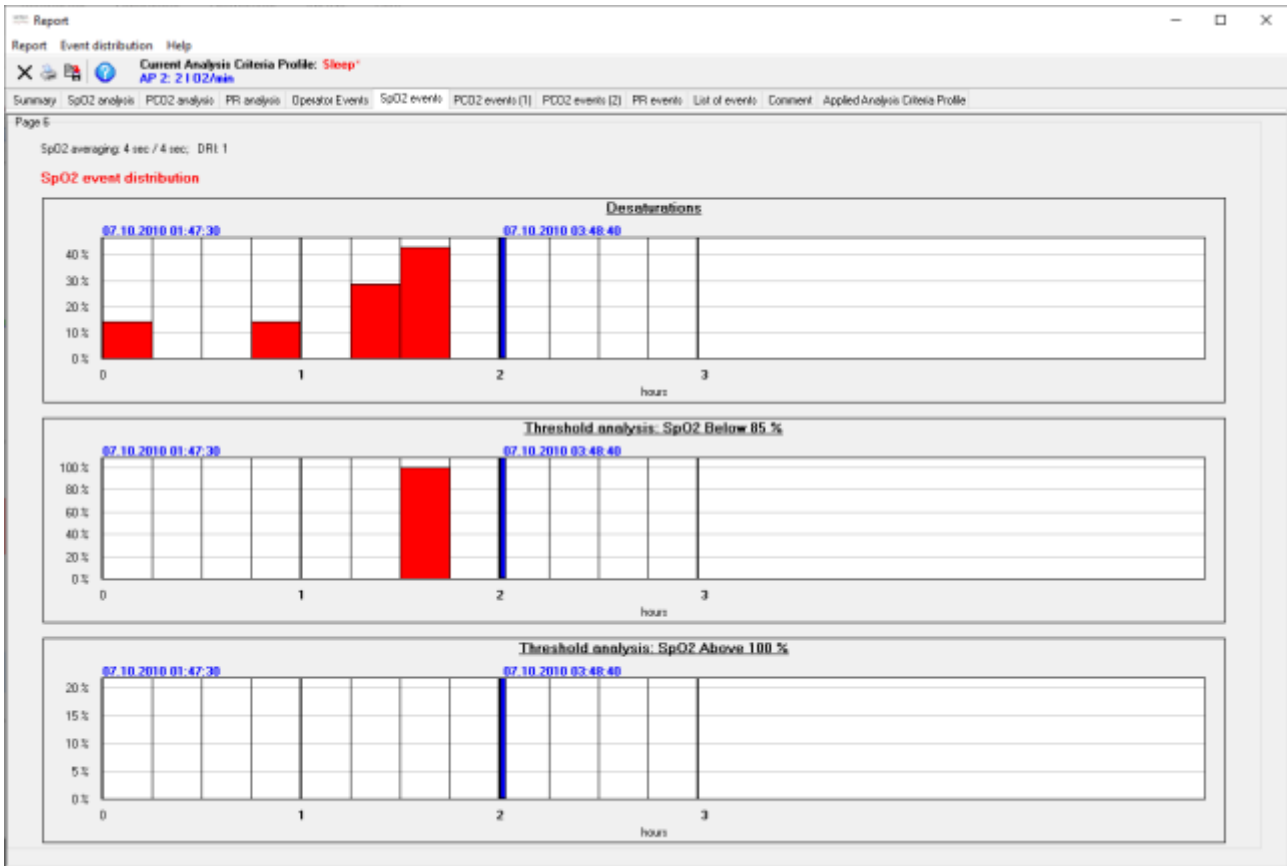 Report
Report Event distribution Help
Current Analysis Criteria Profile: Sleep*
AP 2: 2 l O2/min
Summary SpO2 analysis PCO2 analysis PR analysis Operator Events SpO2 events PCO2 events (1) PCO2 events (2) PR events List of events Comment Applied Analysis Criteria Profile
Page 6
SpO2 averaging: 4 sec / 4 sec; DRI: 1
SpO2 event distribution
Desaturations
07.10.2010 01:47:30 07.10.2010 03:48:40
40 %
30 %
20 %
10 %
0 %
0 1 2 3
hours
Threshold analysis: SpO2 Below 85 %
07.10.2010 01:47:30 07.10.2010 03:48:40
100 %
80 %
60 %
40 %
20 %
0 %
0 1 2 3
hours
Threshold analysis: SpO2 Above 100 %
07.10.2010 01:47:30 07.10.2010 03:48:40
20 %
15 %
10 %
5 %
0 %
0 1 2 3
hours